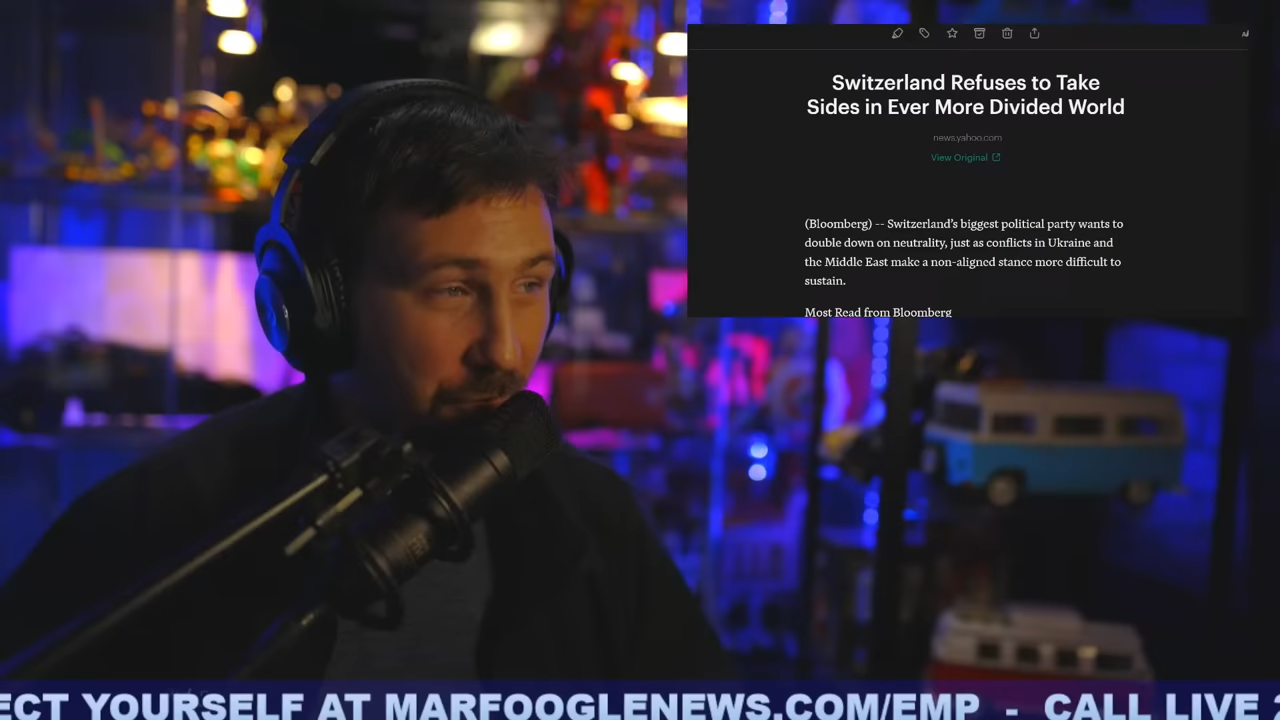 Switzerland Refuses to Take
Sides in Ever More Divided World
news.yahoo.com
View Original
(Bloomberg) -- Switzerland's biggest political party wants to
double down on neutrality, just as conflicts in Ukraine and
the Middle East make a non-aligned stance more difficult to
sustain.
Most Read from Bloomberg
ECT YOURSELF AT MARFOOGLENEWS.COM/EMP - CALL LIVE 2